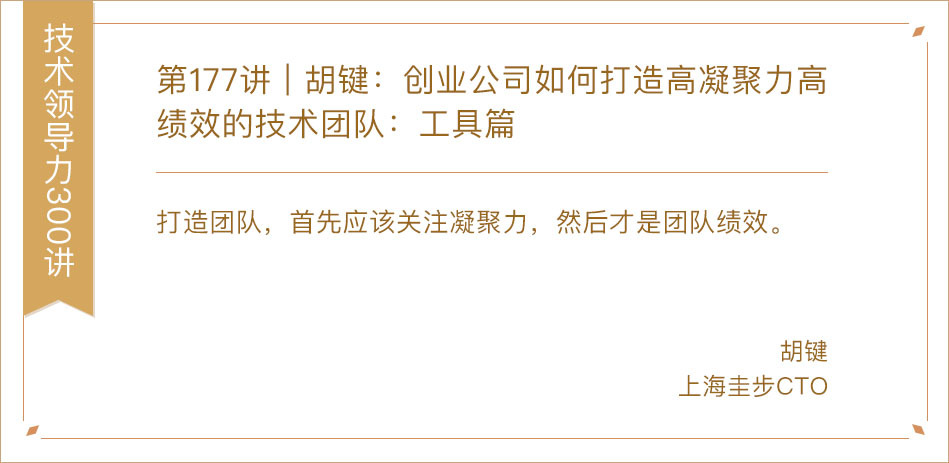 技术领导力300讲
第177讲｜胡键：创业公司如何打造高凝聚力高
绩效的技术团队：工具篇
打造团队，首先应该关注凝聚力，然后才是团队绩效。
胡键
上海圭步CTO